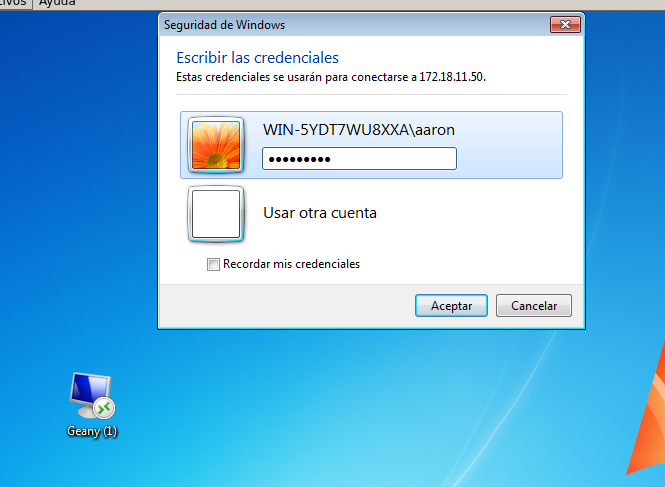 Ayuda
Seguridad de Windows
Escribir las credenciales
Estas credenciales se usarán para conectarse a 172.18.11.50.
WIN-5YDT7WU8XXA\aaron
•••••••••
Usar otra cuenta
Recordar mis credenciales
Aceptar
Cancelar
Geany (1)